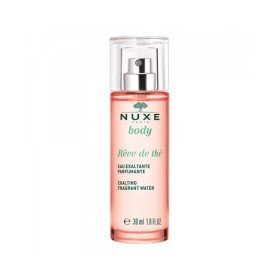 NUXE
PARIS
body
Rêve de thé
EAU EXALTANTE
PARFUMANTE
EXALTING
FRAGRANT WATER
℮ 30 ml 1.0 FL.OZ.